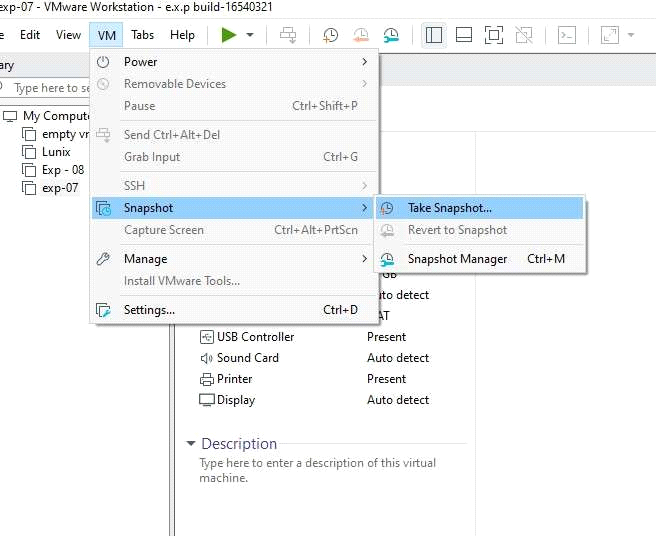 exp-07 - VMware Workstation - e.x.p build-16540321
Edit View VM Tabs Help
Type here to se
My Compu
empty vr
Lunix
Exp - 08
exp-07
Power
Removable Devices
Pause Ctrl+Shift+P
Send Ctrl+Alt+Del
Grab Input Ctrl+G
SSH
Snapshot
Capture Screen Ctrl+Alt+PrtScn
Manage
Install VMware Tools...
Settings... Ctrl+D
Take Snapshot...
Revert to Snapshot
Snapshot Manager Ctrl+M
GB
uto detect
AT
USB Controller Present
Sound Card Auto detect
Printer Present
Display Auto detect
Description
Type here to enter a description of this virtual
machine.